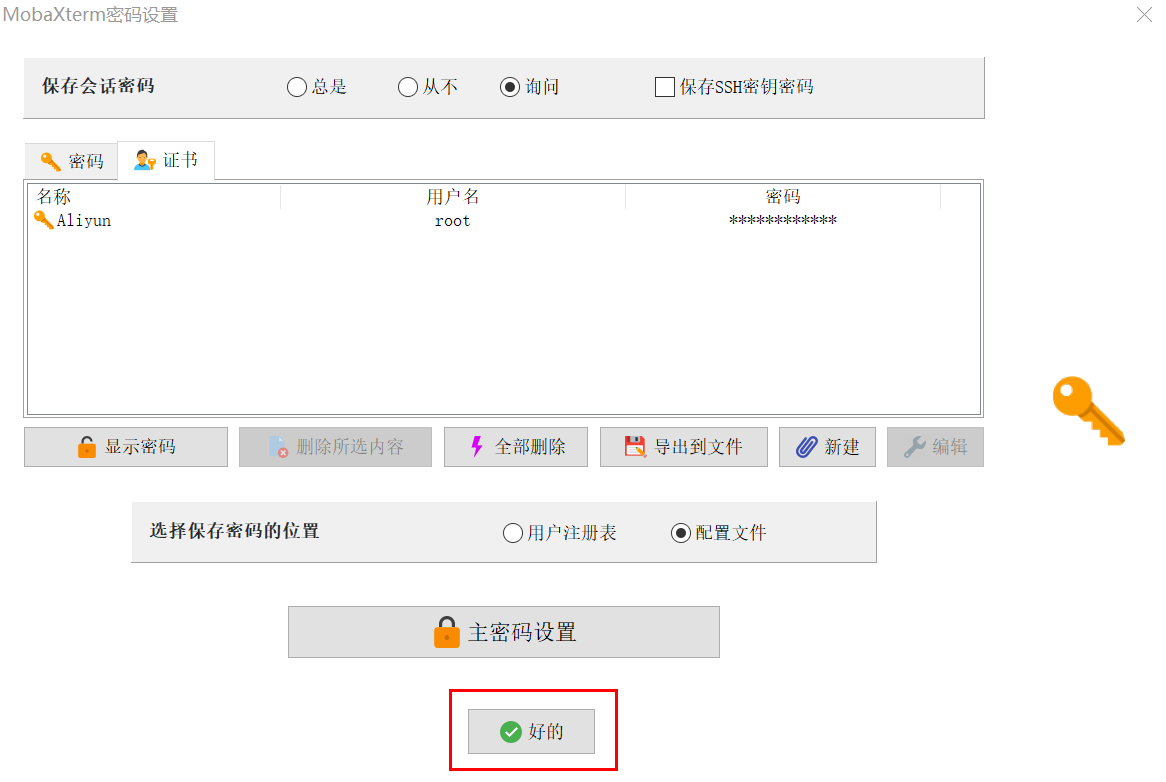 MobaXterm密码设置
保存会话密码 总是 从不 询问 保存SSH密钥密码
密码 证书
名称 用户名 密码
Aliyun root ************
显示密码 删除所选内容 全部删除 导出到文件 新建 编辑
选择保存密码的位置 用户注册表 配置文件
主密码设置
好的